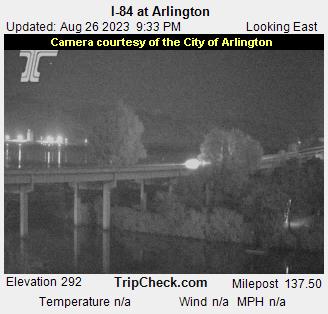 I-84 at Arlington
Updated: Aug 26 2023 9:33 PM Looking East
Camera courtesy of the City of Arlington
Elevation 292 TripCheck.com Milepost 137.50
Temperature n/a Wind n/a MPH n/a